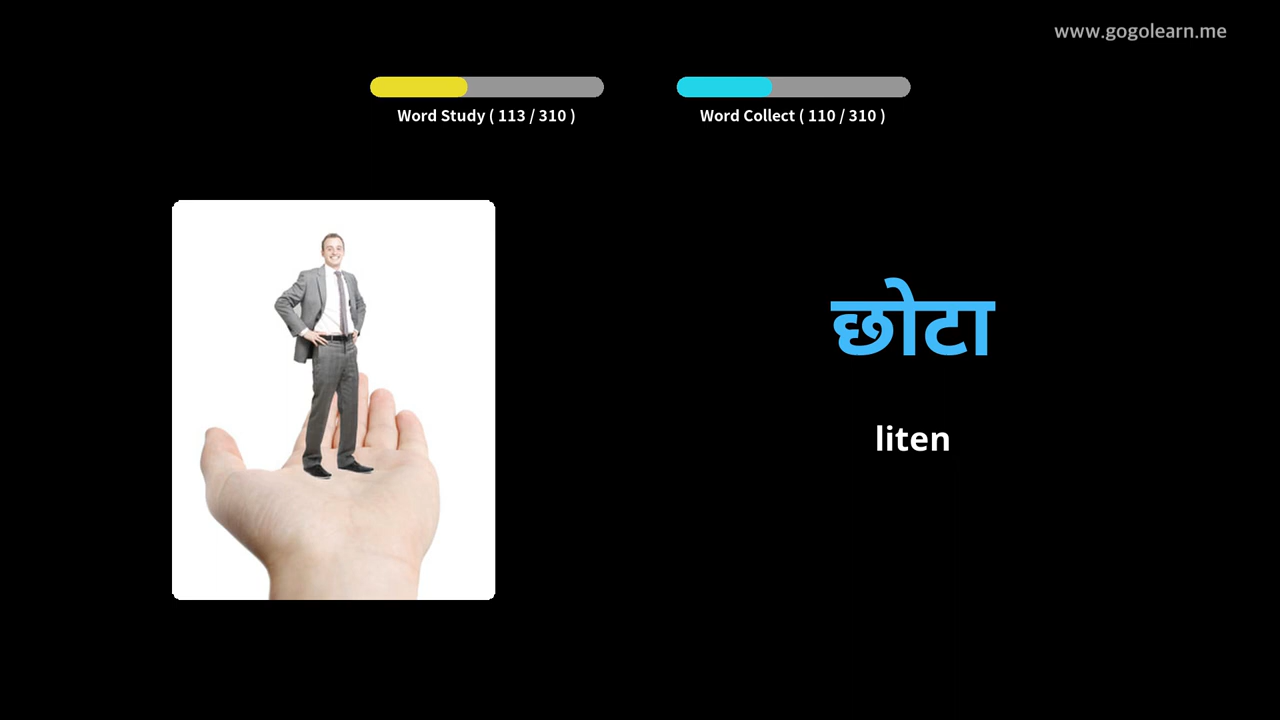 www.gogolearn.me
Word Study ( 113 / 310 )
Word Collect ( 110 / 310 )
छोटा
liten